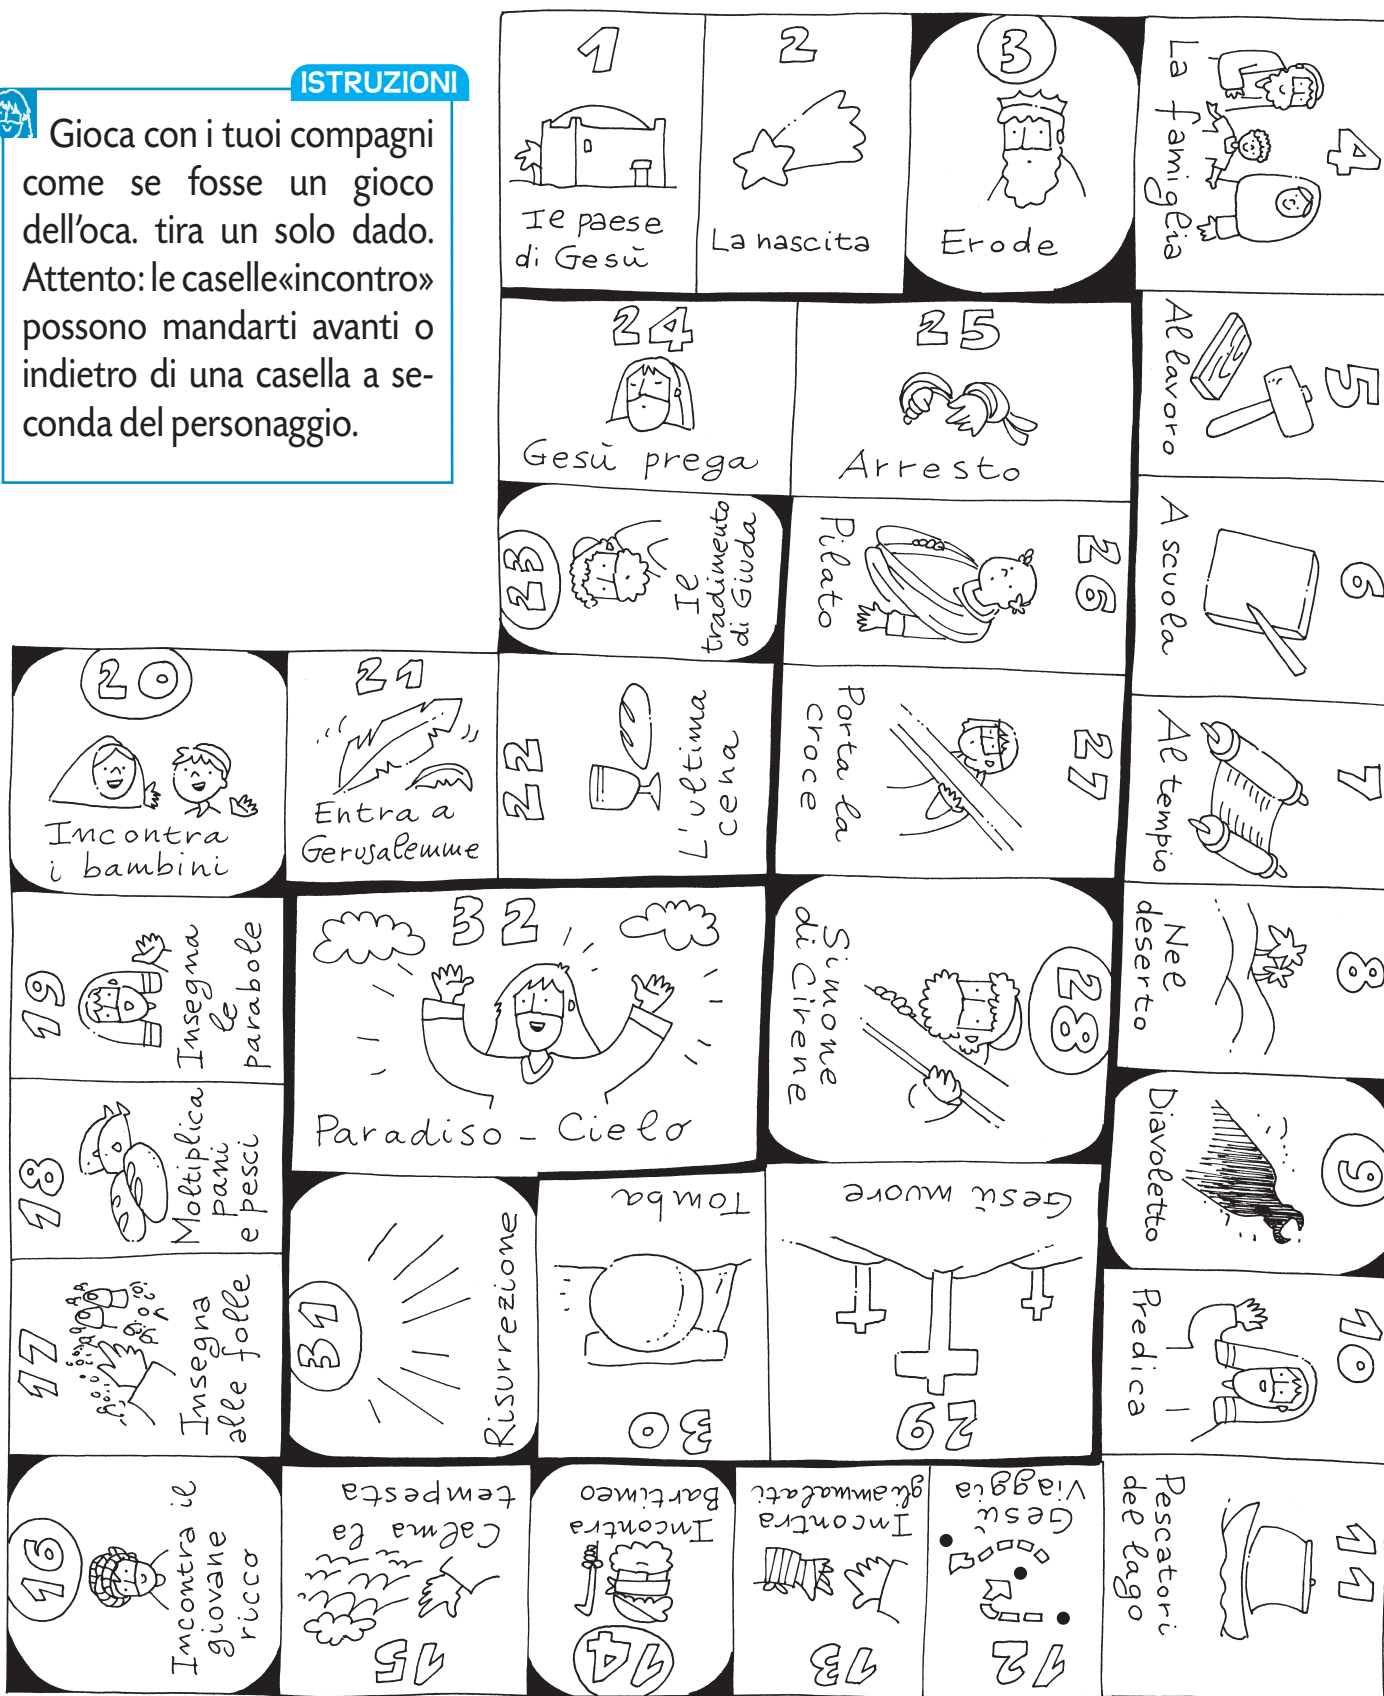 ISTRUZIONI
Gioca con i tuoi compagni
come se fosse un gioco
dell'oca. tira un solo dado.
Attento: le caselle«incontro»
possono mandarti avanti o
indietro di una casella a se-
conda del personaggio.
1
Il paese
di Gesù
2
La nascita
3
Erode
4
La famiglia
5
Al lavoro
6
A scuola
7
Al tempio
8
Nel
deserto
9
Diavoletto
10
Predica
11
Pescatori
del lago
12
Gesù
Viaggia
13
Incontra
gli ammalati
14
Incontra
Bartimeo
15
Calma la
tempesta
16
Incontra il
giovane
ricco
17
Insegna
alle folle
18
Moltiplica
pani
e pesci
19
Insegna
le
parabole
20
Incontra
i bambini
21
Entra a
Gerusalemme
22
L'ultima
cena
23
Il
tradimento
di Giuda
24
Gesù prega
25
Arresto
26
Pilato
27
Porta la
croce
28
Simone
di Cirene
29
Gesù muore
30
Tomba
31
Risurrezione
32
Paradiso - Cielo